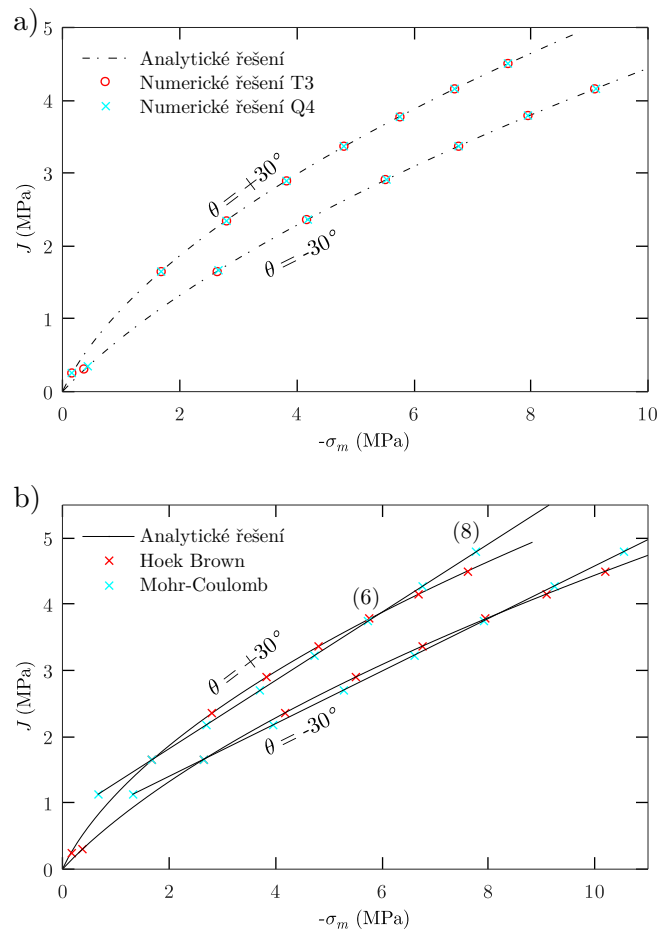 a)
5
4
3
2
1
0
J (MPa)
Analytické řešení
Numerické řešení T3
Numerické řešení Q4
θ = +30°
θ = -30°
0 2 4 6 8 10
-σm (MPa)
b)
5
4
3
2
1
0
J (MPa)
Analytické řešení
Hoek Brown
Mohr-Coulomb
(8)
(6)
θ = +30°
θ = -30°
0 2 4 6 8 10
-σm (MPa)